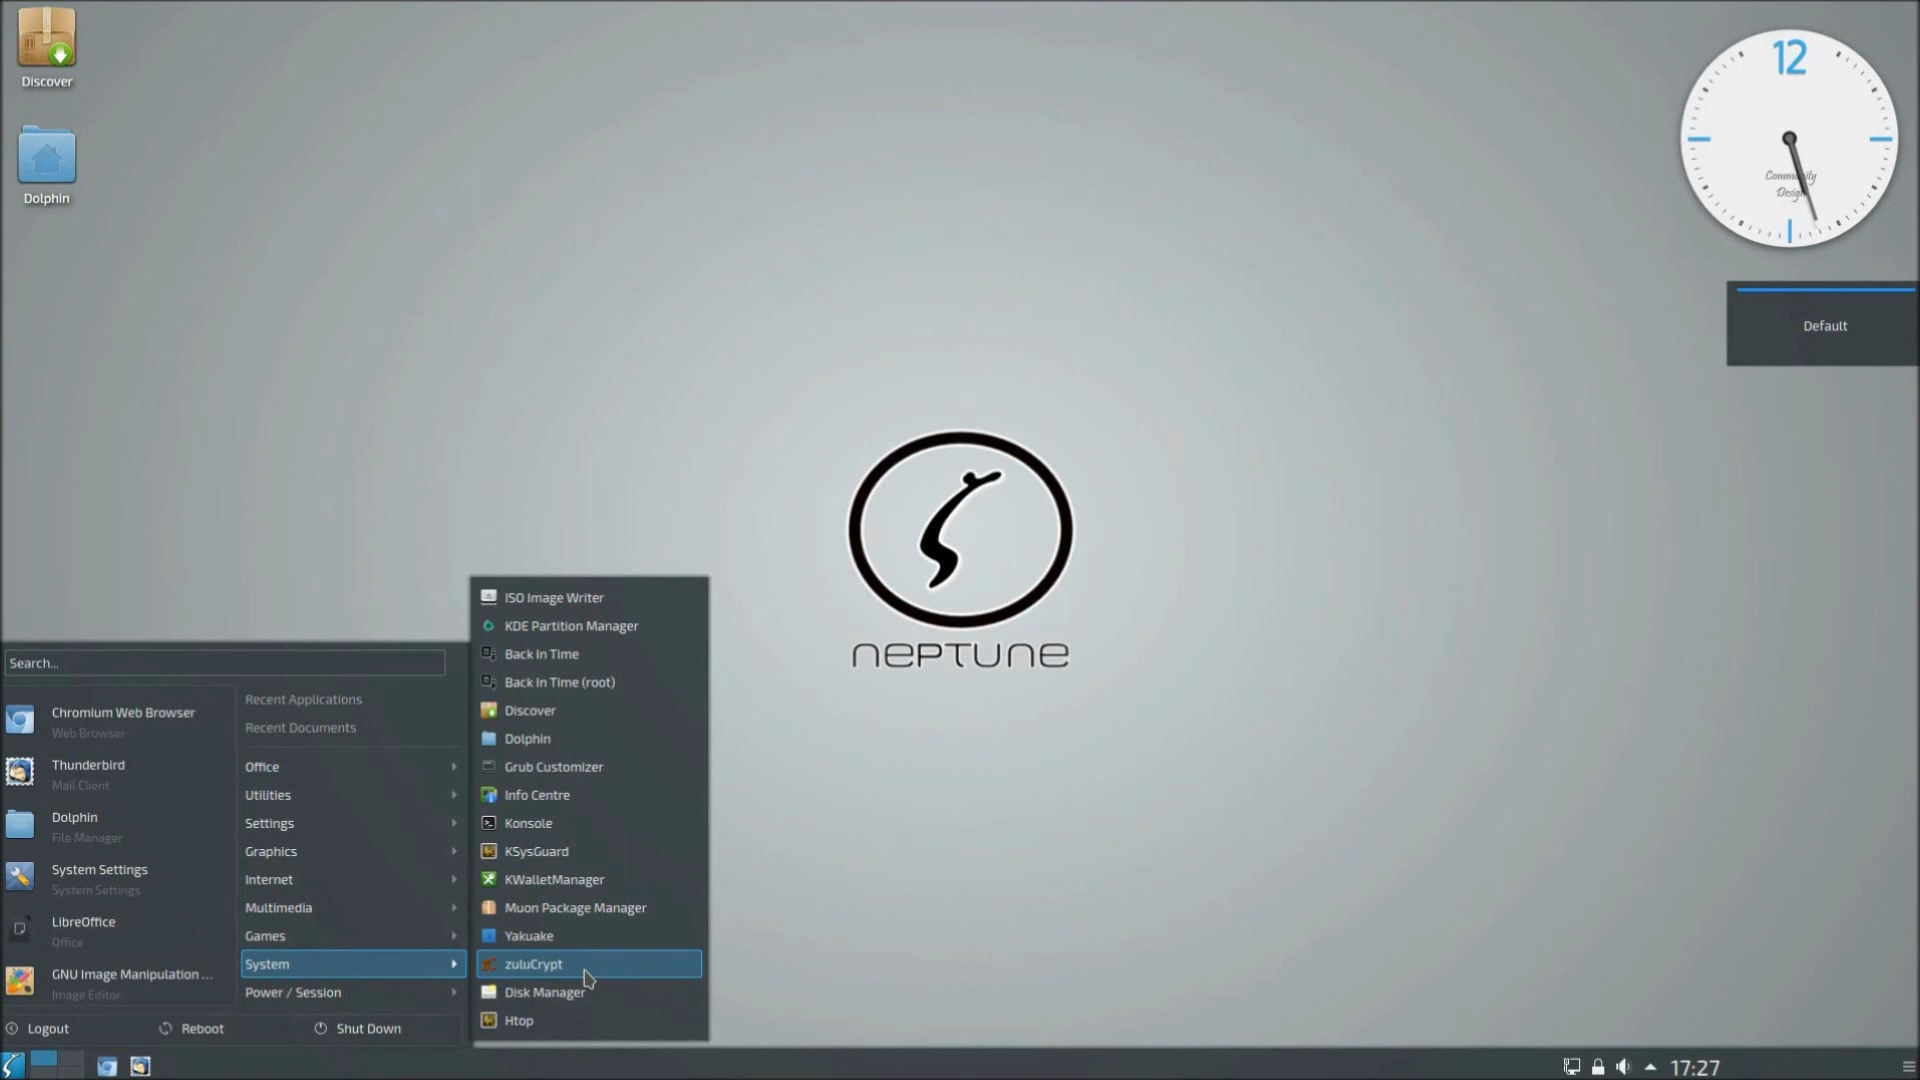 Discover
Dolphin
12
Community
Design
Default
NEPTUNE
ISO Image Writer
KDE Partition Manager
Back In Time
Back In Time (root)
Discover
Dolphin
Grub Customizer
Info Centre
Konsole
KSysGuard
KWalletManager
Muon Package Manager
Yakuake
zuluCrypt
Disk Manager
Htop
Search...
Chromium Web Browser
Web Browser
Thunderbird
Mail Client
Dolphin
File Manager
System Settings
System Settings
LibreOffice
Office
GNU Image Manipulation ...
Image Editor
Recent Applications
Recent Documents
Office
Utilities
Settings
Graphics
Internet
Multimedia
Games
System
Power / Session
Logout
Reboot
Shut Down
17:27